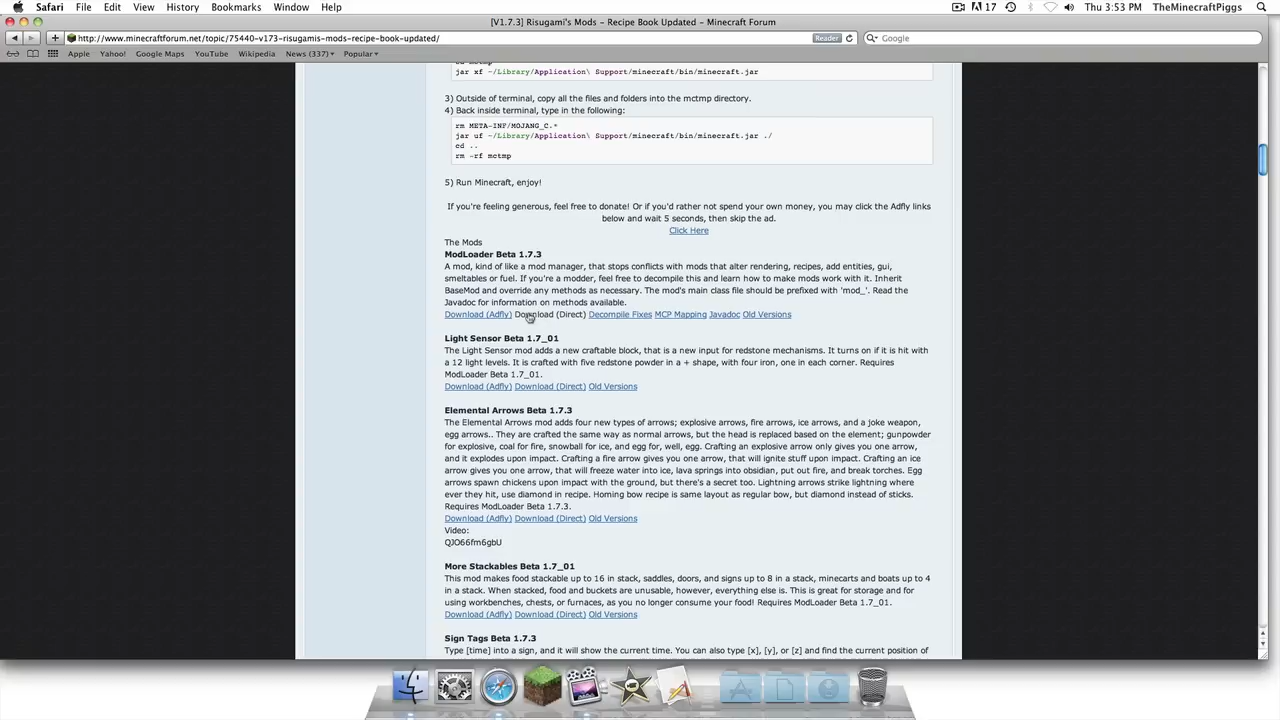 Safari File Edit View History Bookmarks Window Help 17 Thu 3:53 PM TheMinecraftPiggs
[V1.7.3] Risugami's Mods - Recipe Book Updated - Minecraft Forum
http://www.minecraftforum.net/topic/75440-v173-risugamis-mods-recipe-book-updated/ Reader Google
Apple Yahoo! Google Maps YouTube Wikipedia News (337) Popular
cd mctmp
jar xf ~/Library/Application\ Support/minecraft/bin/minecraft.jar
3) Outside of terminal, copy all the files and folders into the mctmp directory.
4) Back inside terminal, type in the following:
rm META-INF/MOJANG_C.*
jar uf ~/Library/Application\ Support/minecraft/bin/minecraft.jar ./
cd ..
rm -rf mctmp
5) Run Minecraft, enjoy!
If you're feeling generous, feel free to donate! Or if you'd rather not spend your own money, you may click the Adfly links
below and wait 5 seconds, then skip the ad.
Click Here
The Mods
ModLoader Beta 1.7.3
A mod, kind of like a mod manager, that stops conflicts with mods that alter rendering, recipes, add entities, gui,
smeltables or fuel. If you're a modder, feel free to decompile this and learn how to make mods work with it. Inherit
BaseMod and override any methods as necessary. The mod's main class file should be prefixed with 'mod_'. Read the
Javadoc for information on methods available.
Download (Adfly) Download (Direct) Decompile Fixes MCP Mapping Javadoc Old Versions
Light Sensor Beta 1.7_01
The Light Sensor mod adds a new craftable block, that is a new input for redstone mechanisms. It turns on if it is hit with
a 12 light levels. It is crafted with five redstone powder in a + shape, with four iron, one in each corner. Requires
ModLoader Beta 1.7_01.
Download (Adfly) Download (Direct) Old Versions
Elemental Arrows Beta 1.7.3
The Elemental Arrows mod adds four new types of arrows; explosive arrows, fire arrows, ice arrows, and a joke weapon,
egg arrows.. They are crafted the same way as normal arrows, but the head is replaced based on the element; gunpowder
for explosive, coal for fire, snowball for ice, and egg for, well, egg. Crafting an explosive arrow only gives you one arrow,
and it explodes upon impact. Crafting a fire arrow gives you one arrow, that will ignite stuff upon impact. Crafting an ice
arrow gives you one arrow, that will freeze water into ice, lava springs into obsidian, put out fire, and break torches. Egg
arrows spawn chickens upon impact with the ground, but there's a secret too. Lightning arrows strike lightning where
ever they hit, use diamond in recipe. Homing bow recipe is same layout as regular bow, but diamond instead of sticks.
Requires ModLoader Beta 1.7.3.
Download (Adfly) Download (Direct) Old Versions
Video:
QJO66fm6gbU
More Stackables Beta 1.7_01
This mod makes food stackable up to 16 in stack, saddles, doors, and signs up to 8 in a stack, minecarts and boats up to 4
in a stack. When stacked, food and buckets are unusable, however, everything else is. This is great for storage and for
using workbenches, chests, or furnaces, as you no longer consume your food! Requires ModLoader Beta 1.7_01.
Download (Adfly) Download (Direct) Old Versions
Sign Tags Beta 1.7.3
Type [time] into a sign, and it will show the current time. You can also type [x], [y], or [z] and find the current position of